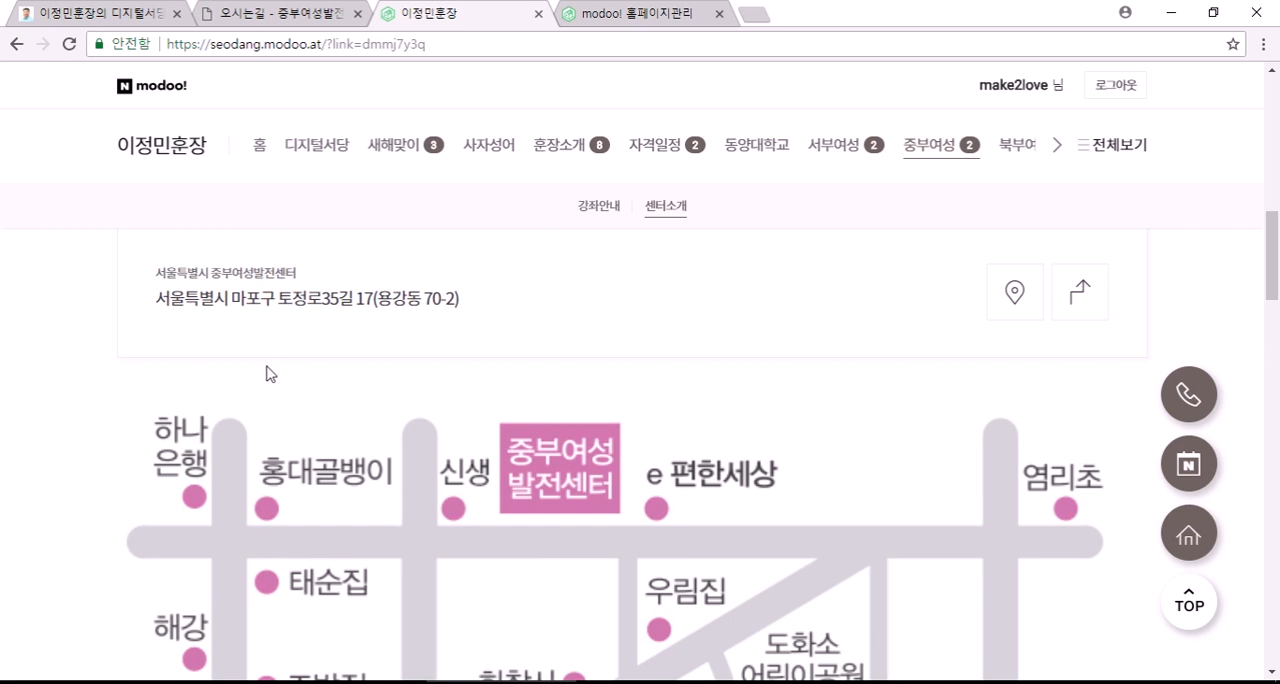 이정민훈장의 디지털서당
오시는길 - 중부여성발전
이정민훈장
modoo! 홈페이지관리
안전함
https://seodang.modoo.at/?link=dmmj7y3q
N modoo!
make2love 님
로그아웃
이정민훈장
홈
디지털서당
새해맞이 3
사자성어
훈장소개 8
자격일정 2
동양대학교
서부여성 2
중부여성 2
북부여
전체보기
강좌안내
센터소개
서울특별시 중부여성발전센터
서울특별시 마포구 토정로35길 17(용강동 70-2)
하나
은행
홍대골뱅이
신생
중부여성
발전센터
e 편한세상
염리초
태순집
우림집
해강
도화소
어린이공원
N
TOP